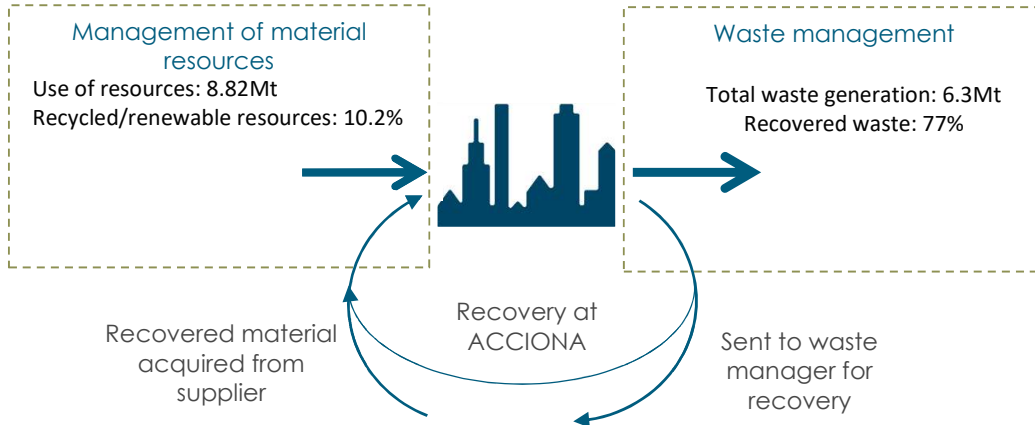 Management of material
resources
Use of resources: 8.82Mt
Recycled/renewable resources: 10.2%
Waste management
Total waste generation: 6.3Mt
Recovered waste: 77%
Recovered material
acquired from
supplier
Recovery at
ACCIONA
Sent to waste
manager for
recovery